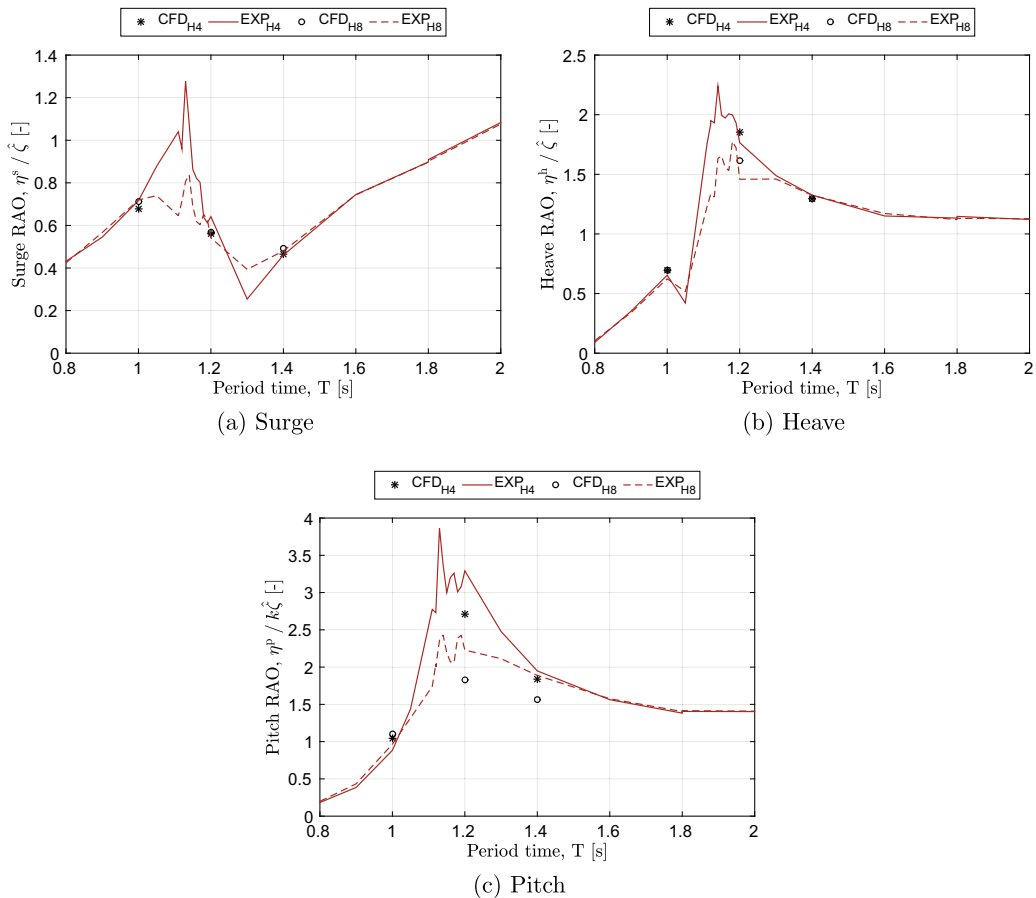 CFD_H4 EXP_H4 CFD_H8 EXP_H8
1.4
1.2
1
0.8
0.6
0.4
0.2
0
Surge RAO, η^s / ζ̂ [-]
0.8 1 1.2 1.4 1.6 1.8 2
Period time, T [s]
(a) Surge
CFD_H4 EXP_H4 CFD_H8 EXP_H8
2.5
2
1.5
1
0.5
0
Heave RAO, η^h / ζ̂ [-]
0.8 1 1.2 1.4 1.6 1.8 2
Period time, T [s]
(b) Heave
CFD_H4 EXP_H4 CFD_H8 EXP_H8
4
3.5
3
2.5
2
1.5
1
0.5
0
Pitch RAO, η^p / kζ̂ [-]
0.8 1 1.2 1.4 1.6 1.8 2
Period time, T [s]
(c) Pitch